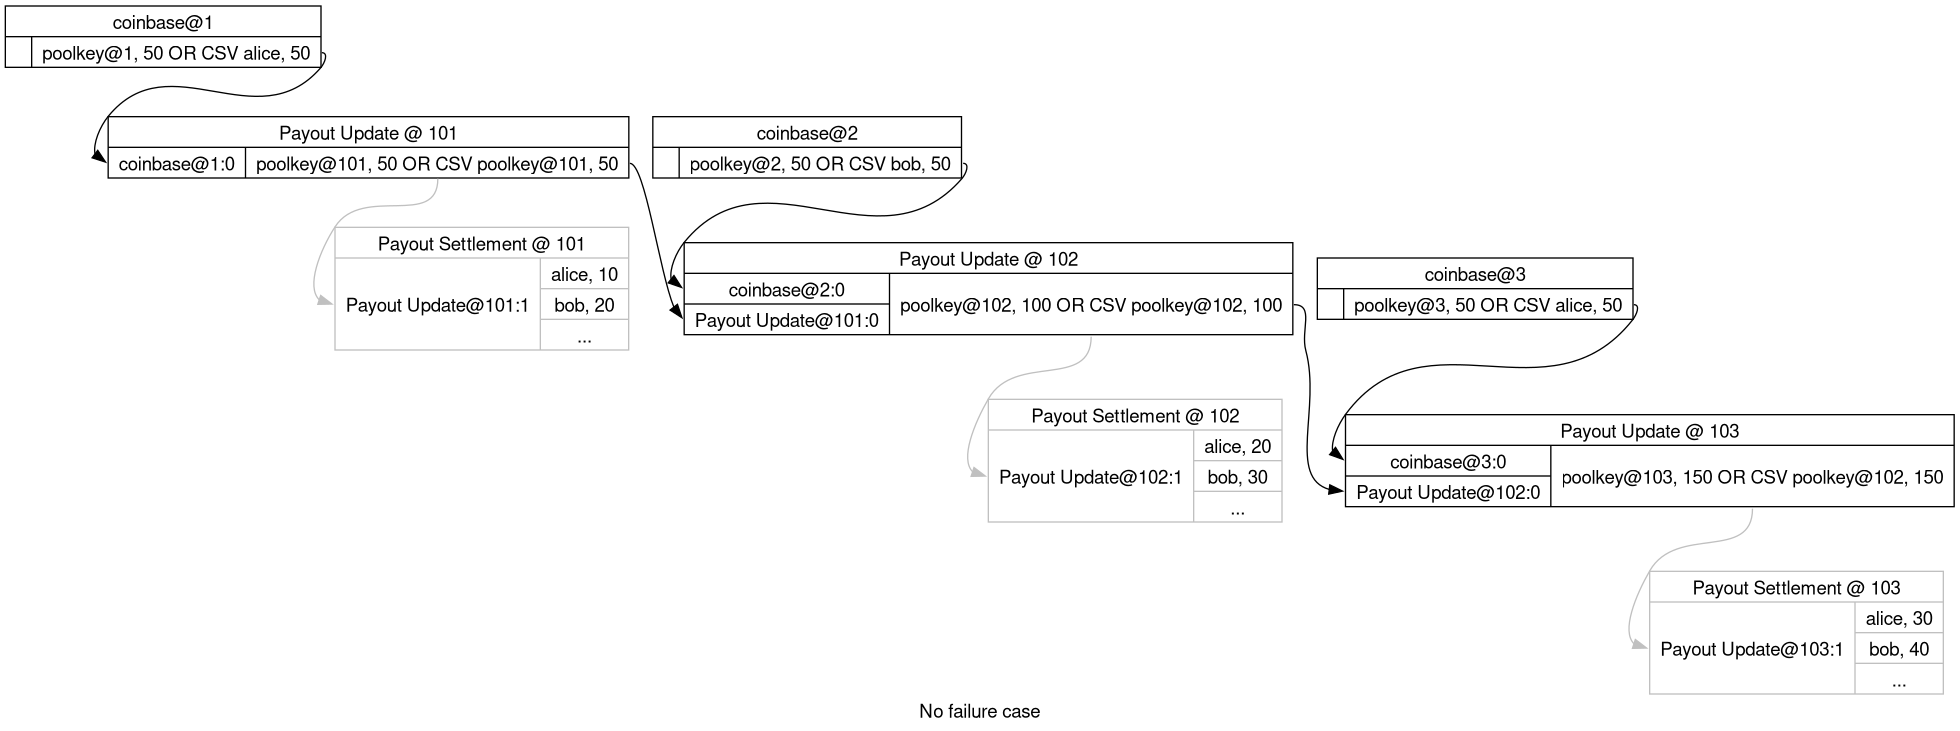 coinbase@1
poolkey@1, 50 OR CSV alice, 50
Payout Update @ 101
coinbase@1:0
poolkey@101, 50 OR CSV poolkey@101, 50
coinbase@2
poolkey@2, 50 OR CSV bob, 50
Payout Settlement @ 101
Payout Update@101:1
alice, 10
bob, 20
...
Payout Update @ 102
coinbase@2:0
Payout Update@101:0
poolkey@102, 100 OR CSV poolkey@102, 100
coinbase@3
poolkey@3, 50 OR CSV alice, 50
Payout Settlement @ 102
Payout Update@102:1
alice, 20
bob, 30
...
Payout Update @ 103
coinbase@3:0
Payout Update@102:0
poolkey@103, 150 OR CSV poolkey@102, 150
Payout Settlement @ 103
Payout Update@103:1
alice, 30
bob, 40
...
No failure case